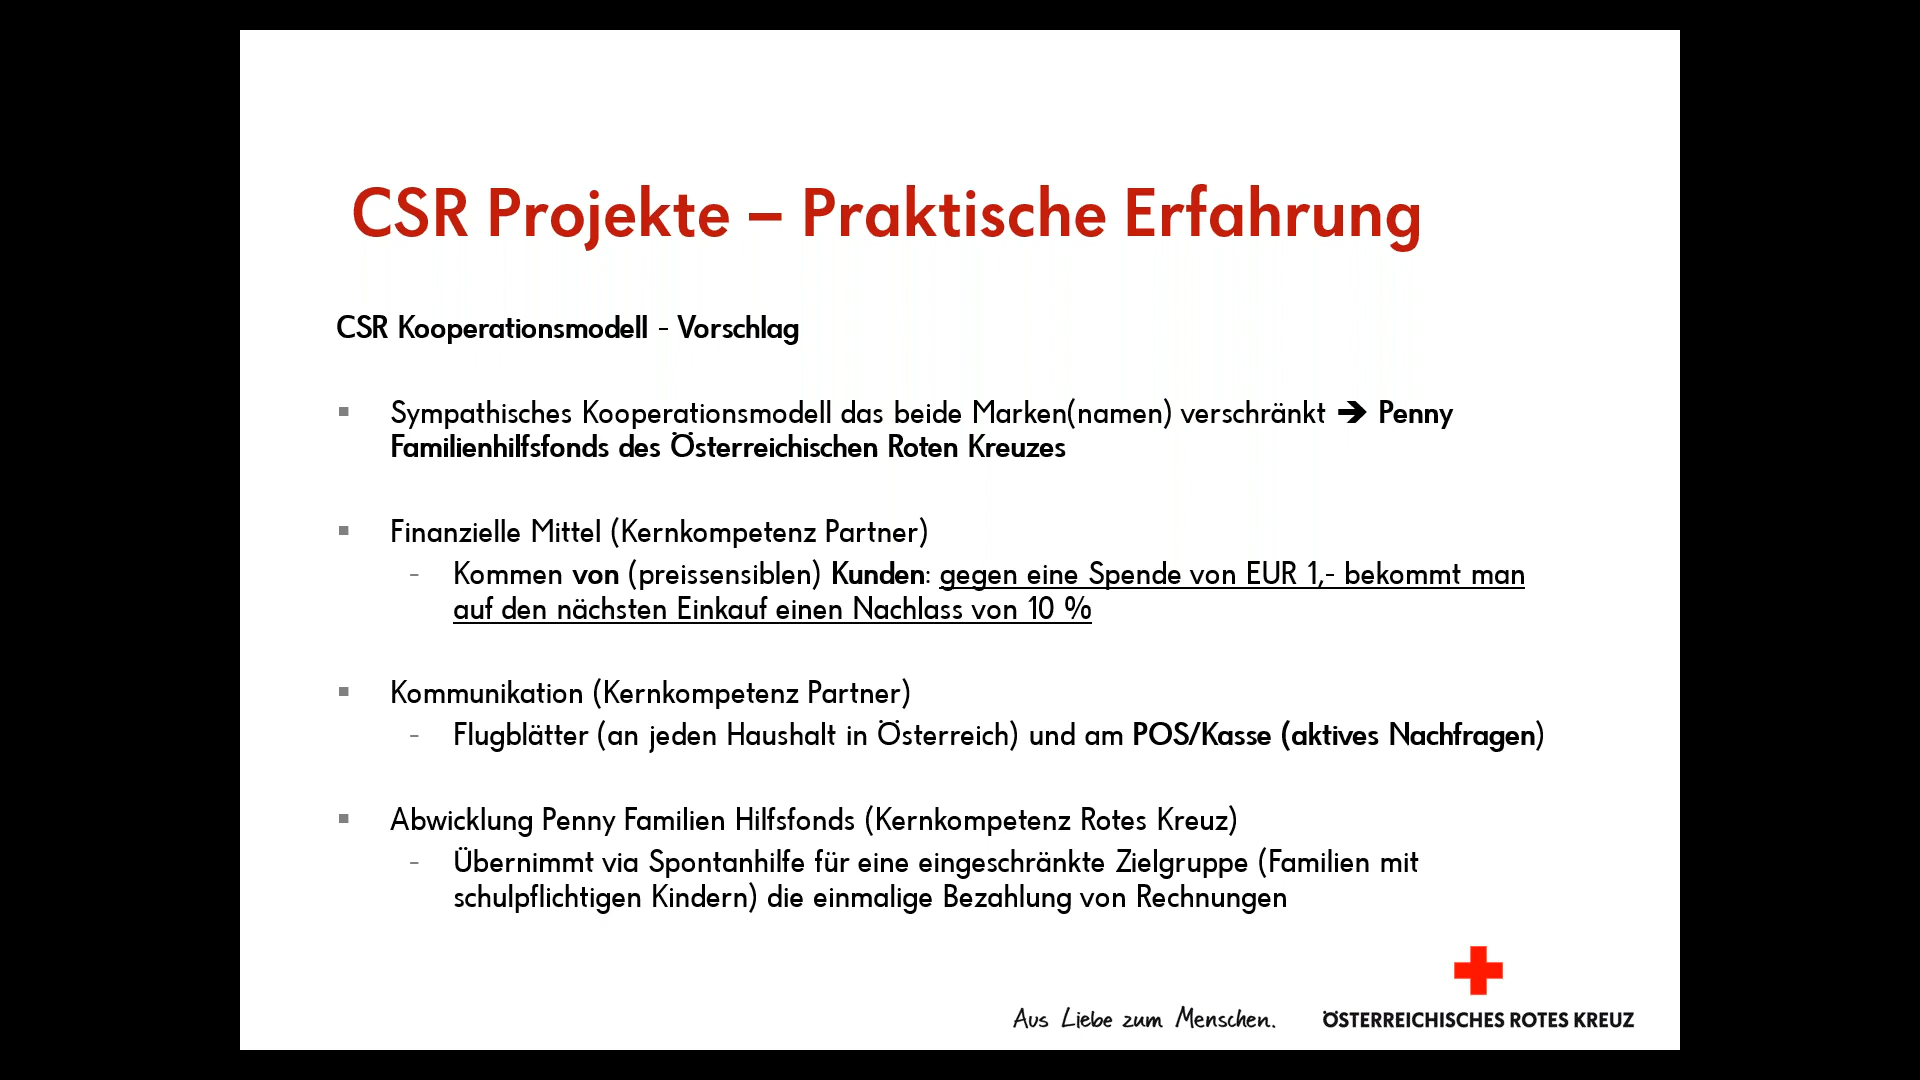 CSR Projekte – Praktische Erfahrung
CSR Kooperationsmodell - Vorschlag
▪ Sympathisches Kooperationsmodell das beide Marken(namen) verschränkt ➔ Penny
Familienhilfsfonds des Österreichischen Roten Kreuzes
▪ Finanzielle Mittel (Kernkompetenz Partner)
- Kommen von (preissensiblen) Kunden: gegen eine Spende von EUR 1,- bekommt man
auf den nächsten Einkauf einen Nachlass von 10 %
▪ Kommunikation (Kernkompetenz Partner)
- Flugblätter (an jeden Haushalt in Österreich) und am POS/Kasse (aktives Nachfragen)
▪ Abwicklung Penny Familien Hilfsfonds (Kernkompetenz Rotes Kreuz)
- Übernimmt via Spontanhilfe für eine eingeschränkte Zielgruppe (Familien mit
schulpflichtigen Kindern) die einmalige Bezahlung von Rechnungen
Aus Liebe zum Menschen.
ÖSTERREICHISCHES ROTES KREUZ